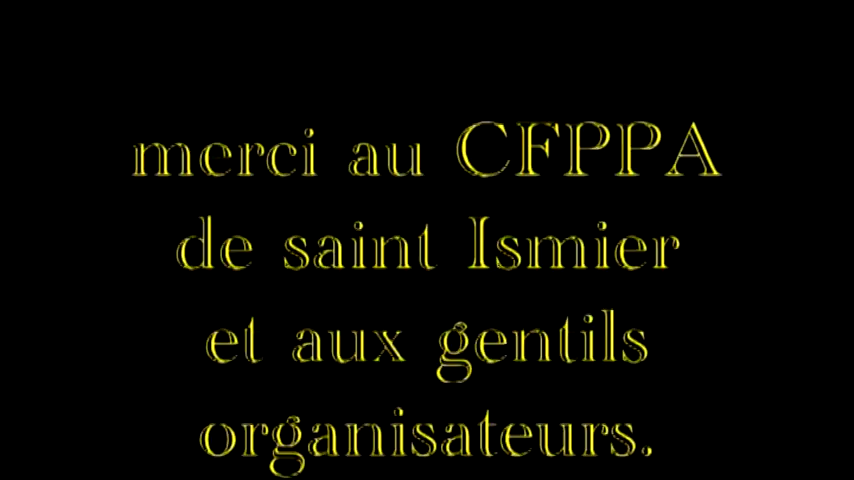 merci au CFPPA
de saint Ismier
et aux gentils
organisateurs.